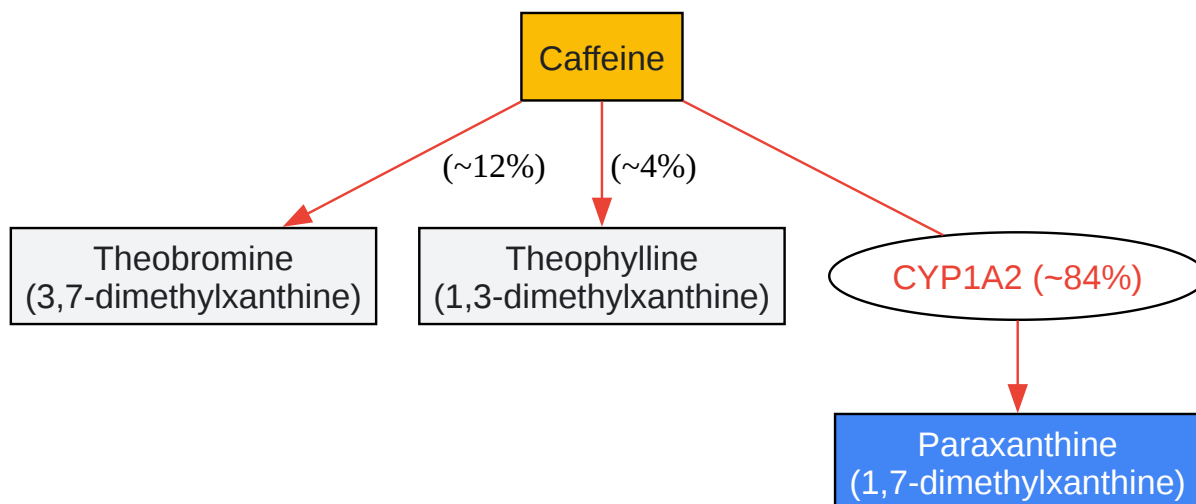 Caffeine
(~12%)
(~4%)
Theobromine
(3,7-dimethylxanthine)
Theophylline
(1,3-dimethylxanthine)
CYP1A2 (~84%)
Paraxanthine
(1,7-dimethylxanthine)